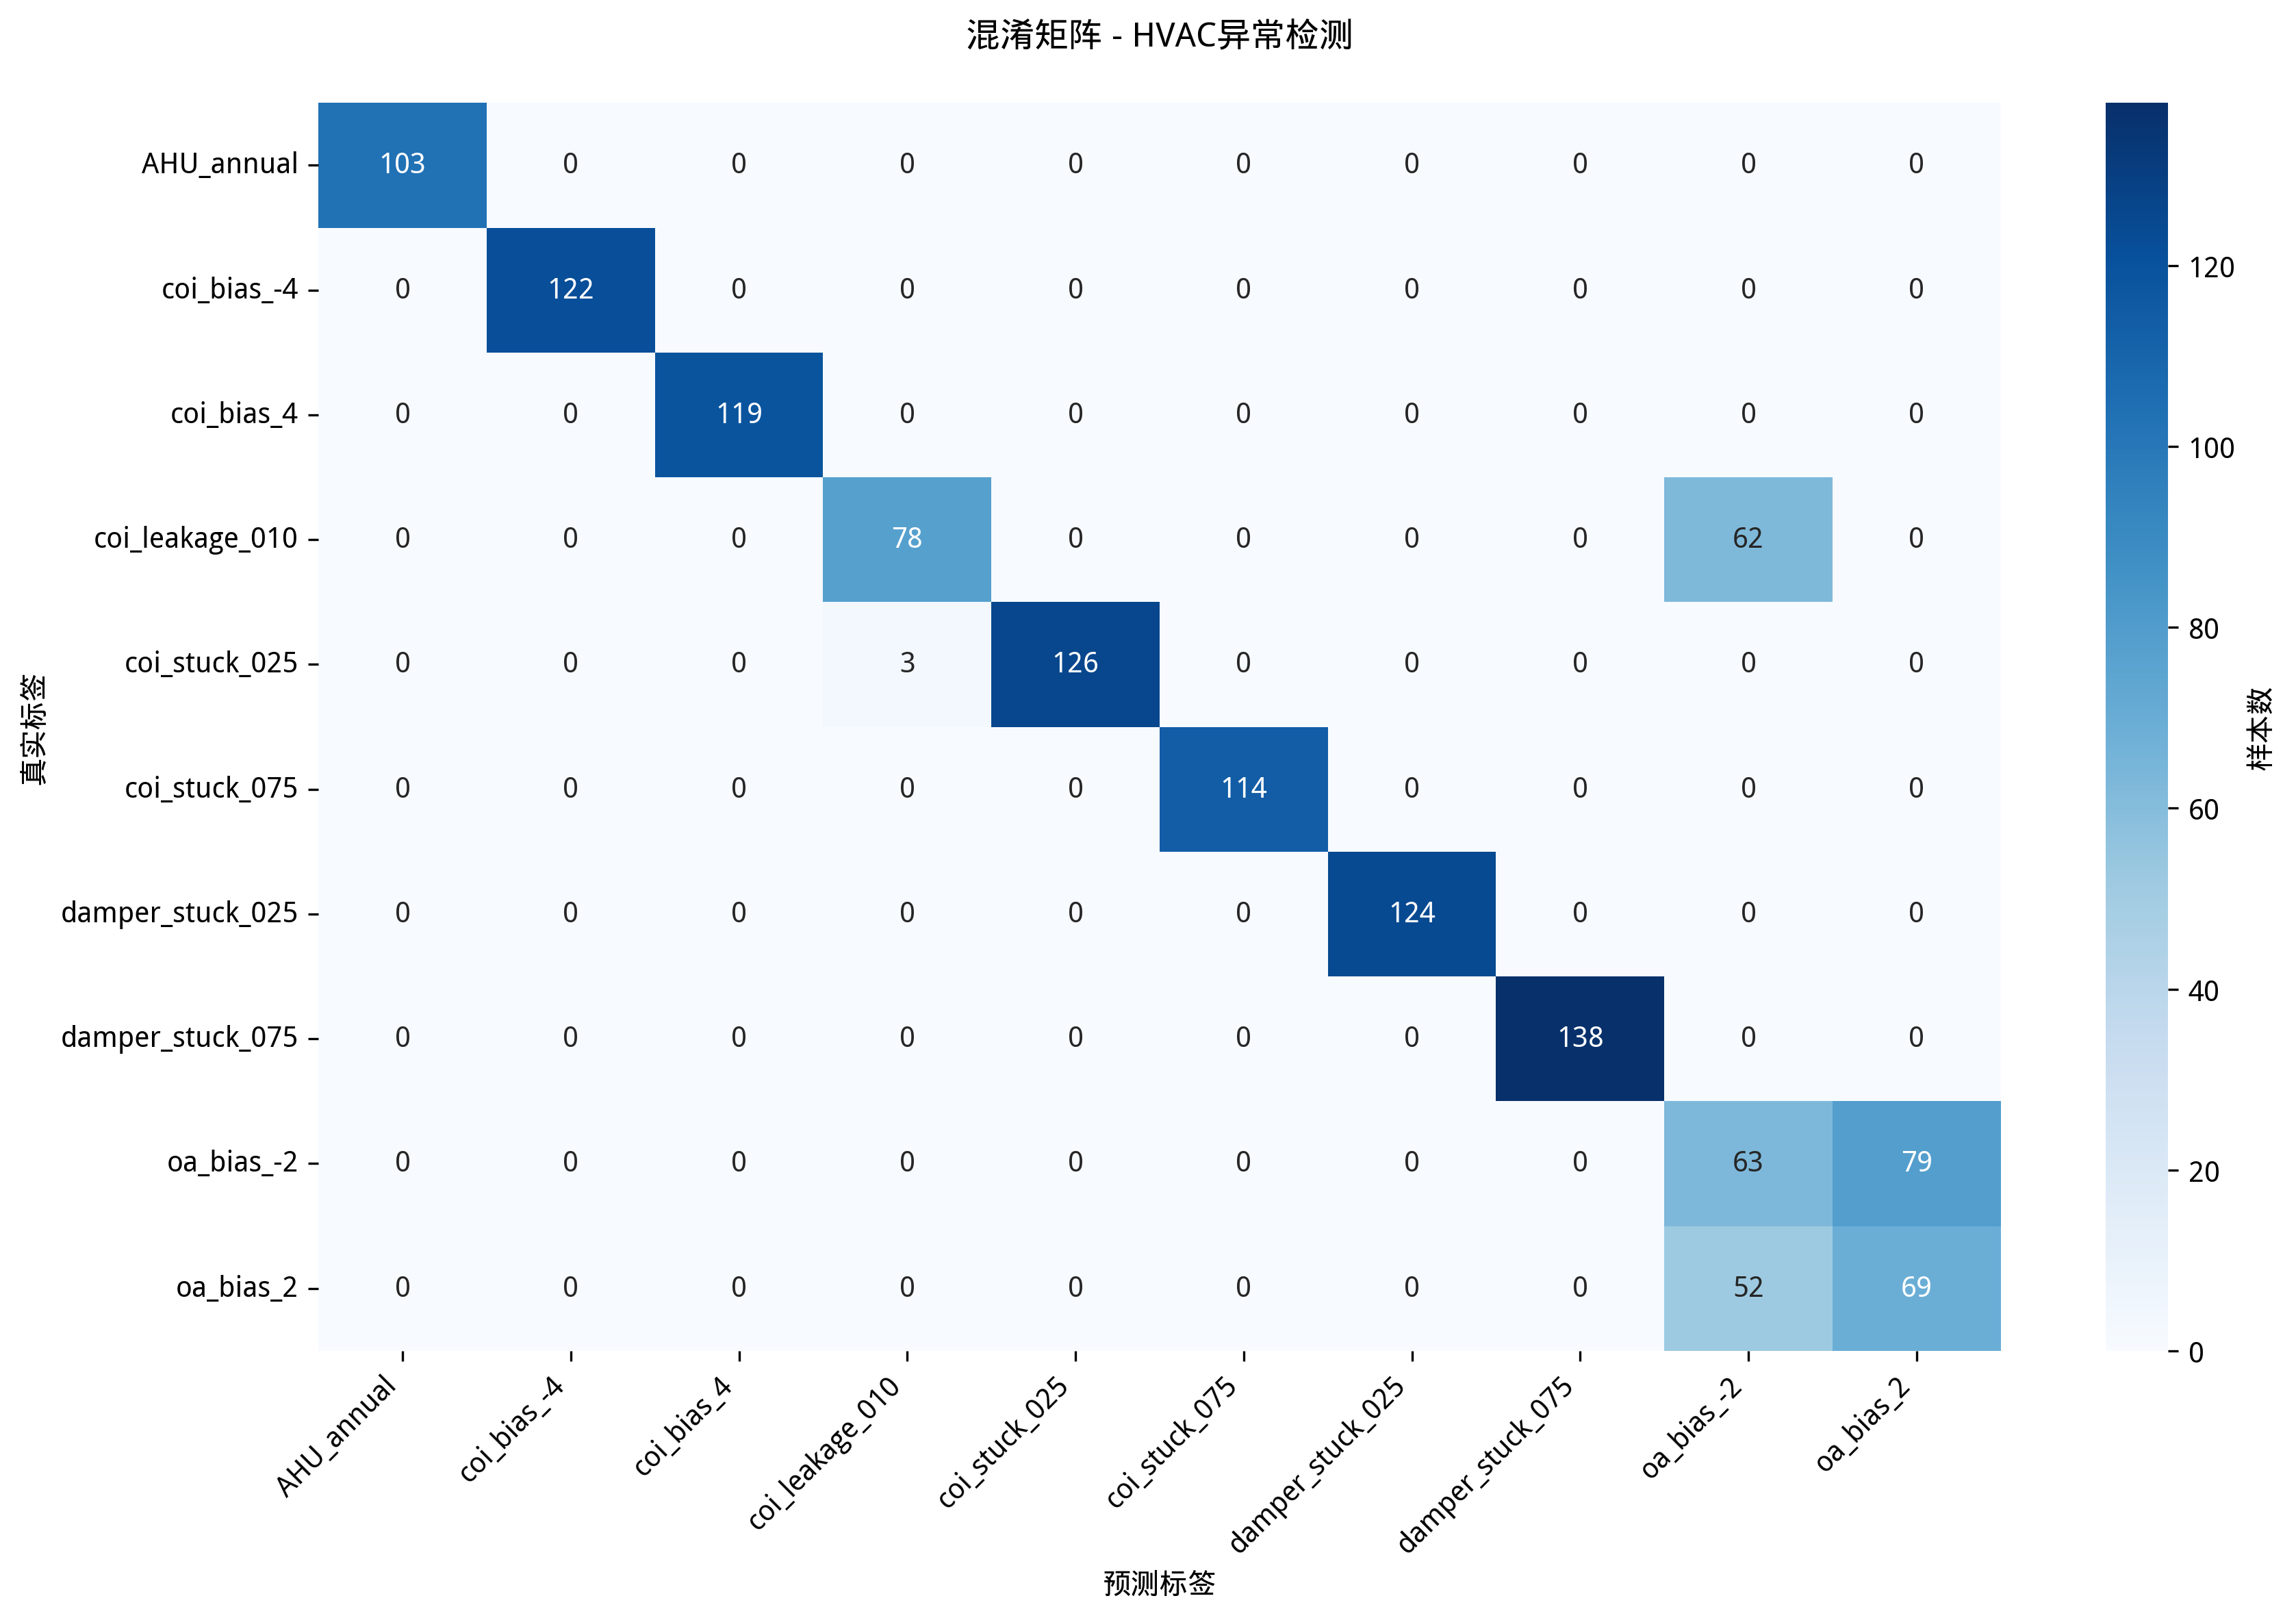 混淆矩阵 - HVAC异常检测
真实标签
AHU_annual 103 0 0 0 0 0 0 0 0 0
coi_bias_-4 0 122 0 0 0 0 0 0 0 0
coi_bias_4 0 0 119 0 0 0 0 0 0 0
coi_leakage_010 0 0 0 78 0 0 0 0 62 0
coi_stuck_025 0 0 0 3 126 0 0 0 0 0
coi_stuck_075 0 0 0 0 0 114 0 0 0 0
damper_stuck_025 0 0 0 0 0 0 124 0 0 0
damper_stuck_075 0 0 0 0 0 0 0 138 0 0
oa_bias_-2 0 0 0 0 0 0 0 0 63 79
oa_bias_2 0 0 0 0 0 0 0 0 52 69
AHU_annual
coi_bias_-4
coi_bias_4
coi_leakage_010
coi_stuck_025
coi_stuck_075
damper_stuck_025
damper_stuck_075
oa_bias_-2
oa_bias_2
预测标签
120
100
80
60
40
20
0
样本数